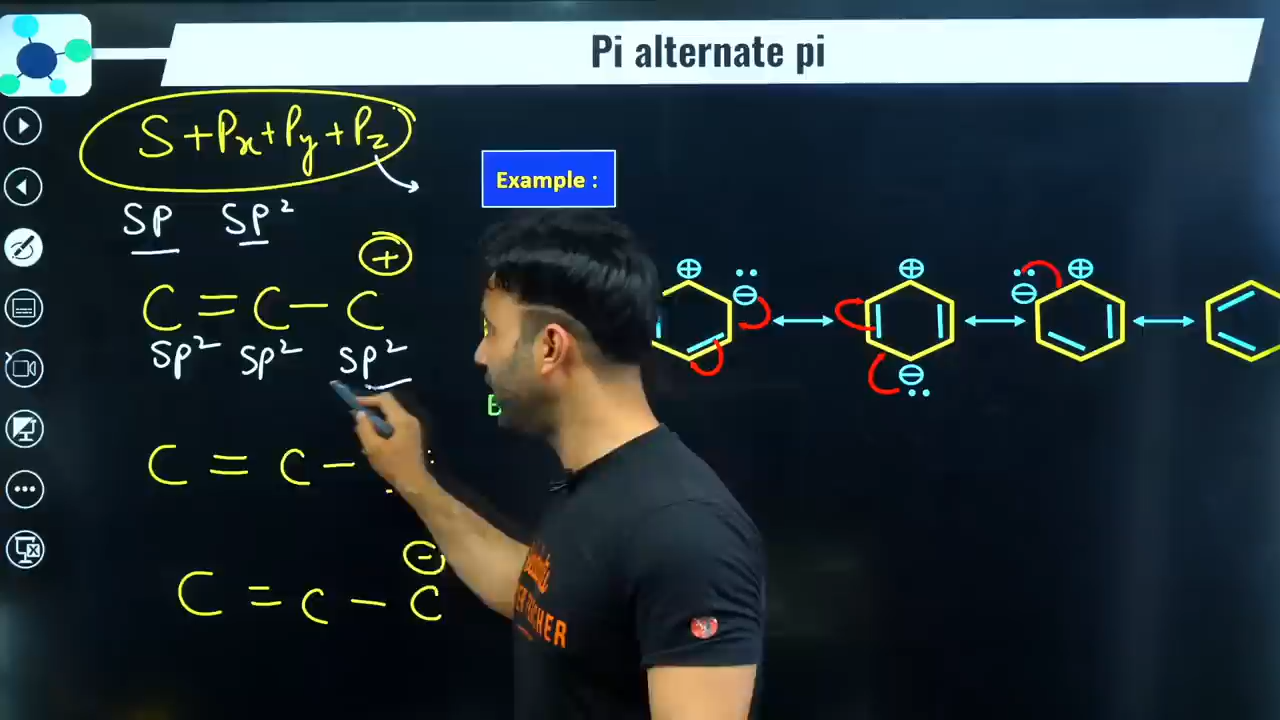 Pi alternate pi
S+Px+Py+Pz
SP SP²
Example :
+
C=C-C
sp² sp² sp²
⊕ ⊖ ⊕ ⊖ ⊖ ⊕
C=C-
-
C=C-C